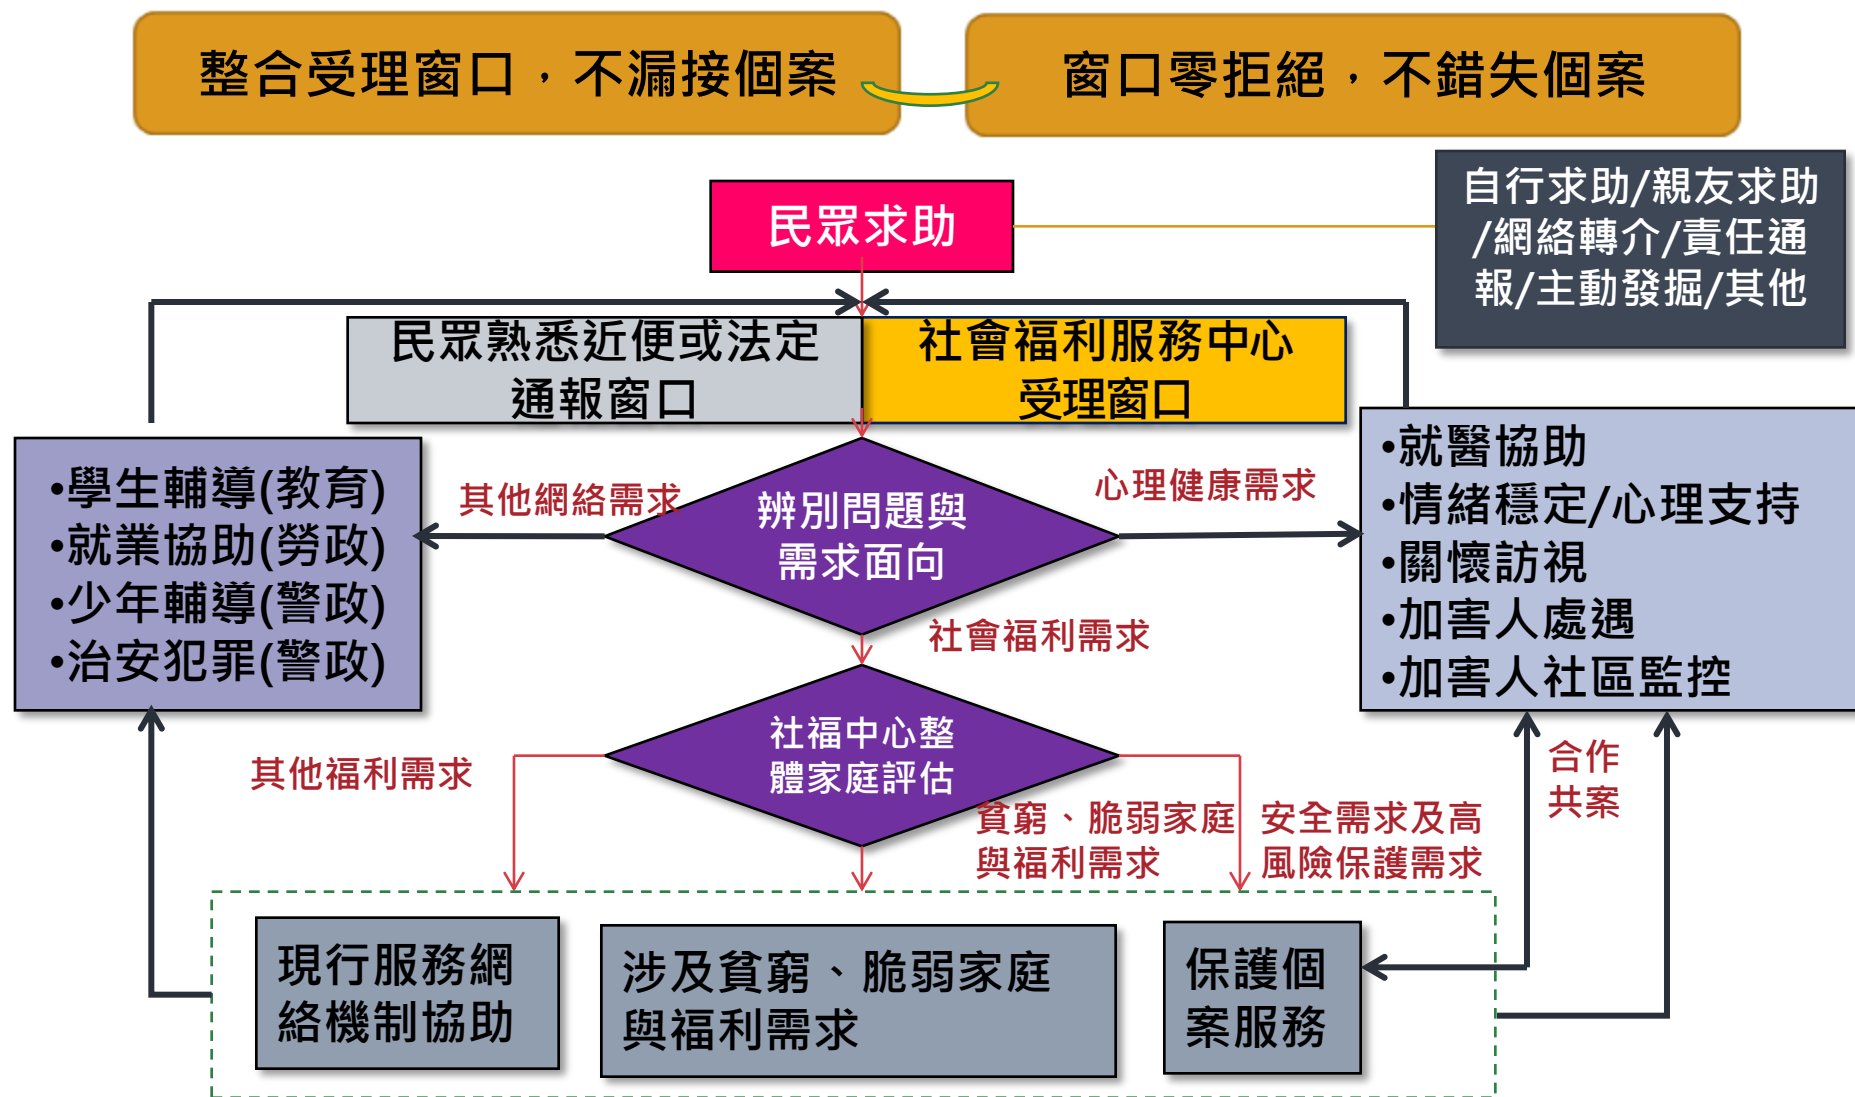 整合受理窗口，不漏接個案
窗口零拒絕，不錯失個案
民眾求助
自行求助/親友求助
/網絡轉介/責任通
報/主動發掘/其他
民眾熟悉近便或法定
通報窗口
社會福利服務中心
受理窗口
•學生輔導(教育)
•就業協助(勞政)
•少年輔導(警政)
•治安犯罪(警政)
其他網絡需求
辨別問題與
需求面向
心理健康需求
•就醫協助
•情緒穩定/心理支持
•關懷訪視
•加害人處遇
•加害人社區監控
社會福利需求
社福中心整
體家庭評估
其他福利需求
貧窮、脆弱家庭
與福利需求
安全需求及高
風險保護需求
合作
共案
現行服務網
絡機制協助
涉及貧窮、脆弱家庭
與福利需求
保護個
案服務